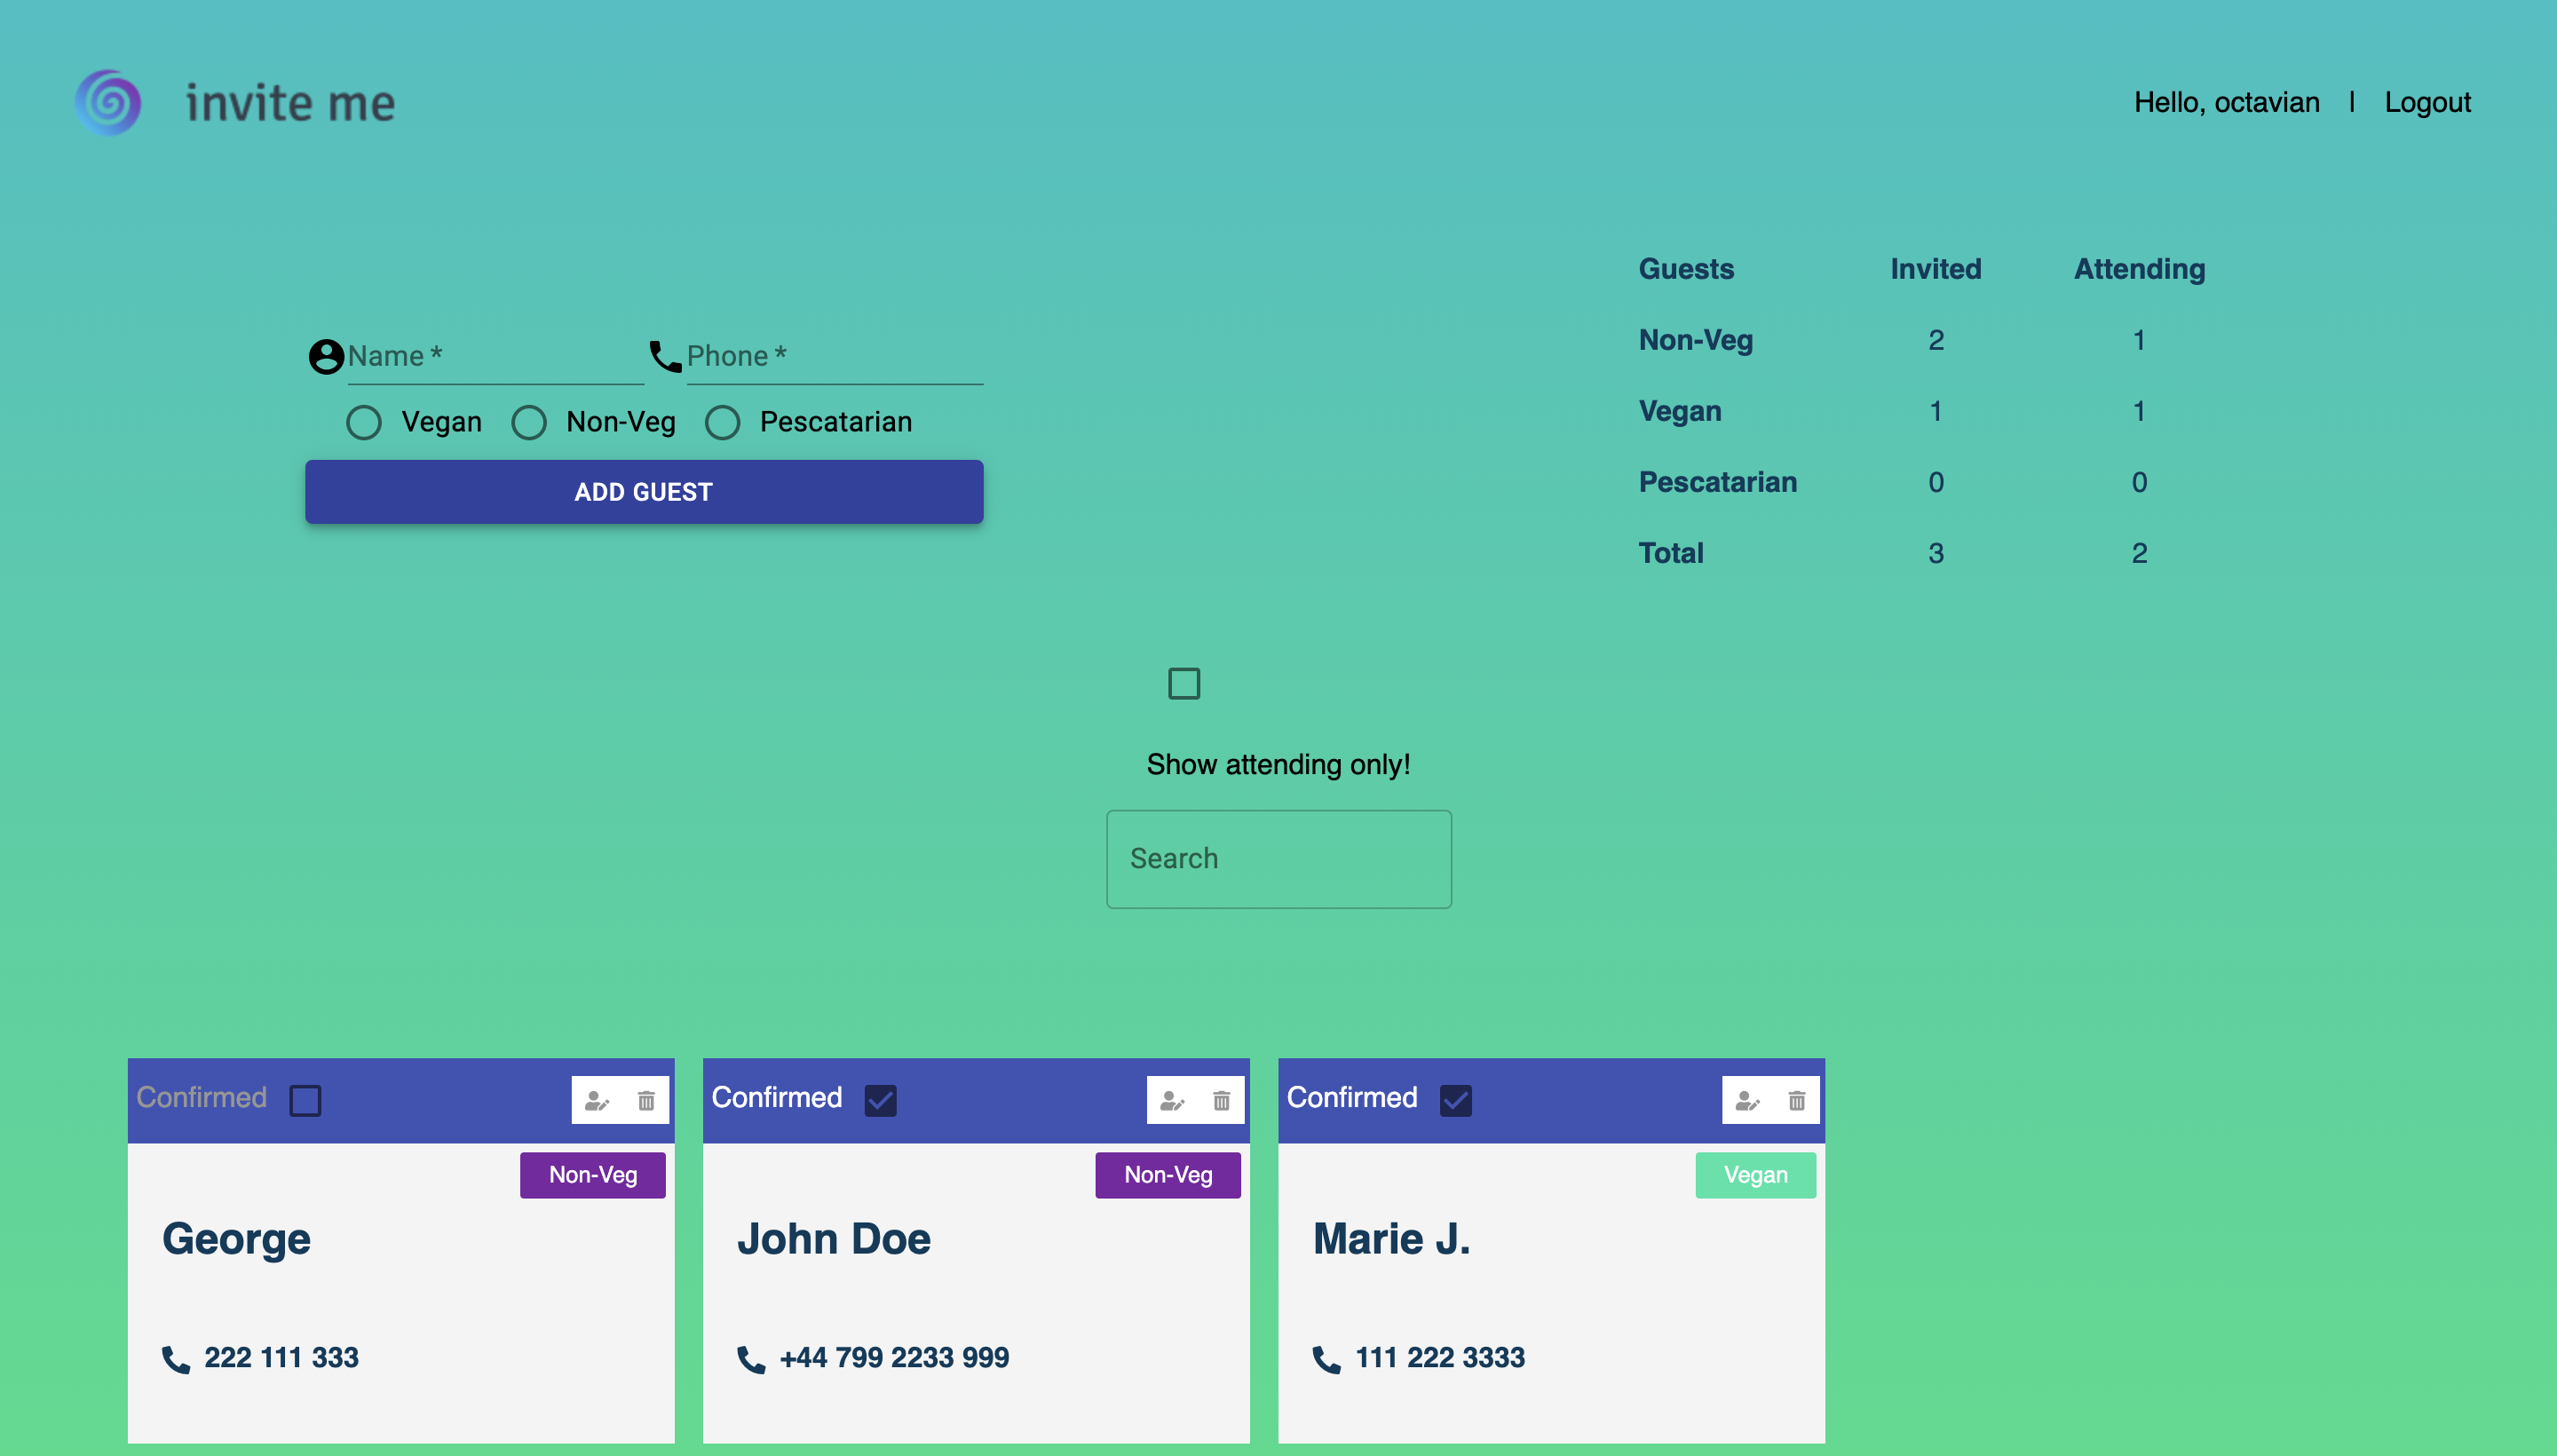 invite me
Hello, octavian | Logout
Name *
Phone *
Vegan Non-Veg Pescatarian
ADD GUEST
Guests Invited Attending
Non-Veg 2 1
Vegan 1 1
Pescatarian 0 0
Total 3 2
Show attending only!
Search
Confirmed
Non-Veg
George
222 111 333
Confirmed
Non-Veg
John Doe
+44 799 2233 999
Confirmed
Vegan
Marie J.
111 222 3333